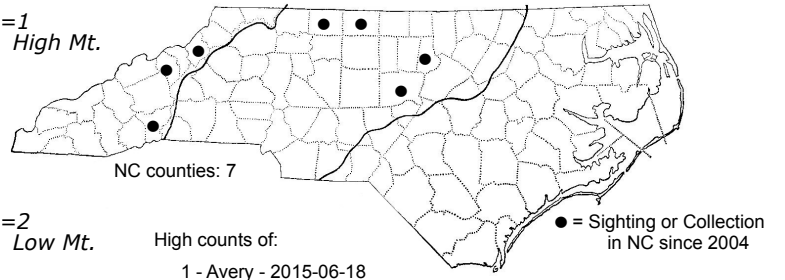 =1
High Mt.
NC counties: 7
=2
Low Mt.
High counts of:
1 - Avery - 2015-06-18
= Sighting or Collection
in NC since 2004